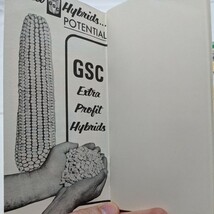 Hybrids...
POTENTIAL
GSC
Extra
Profit
Hybrids